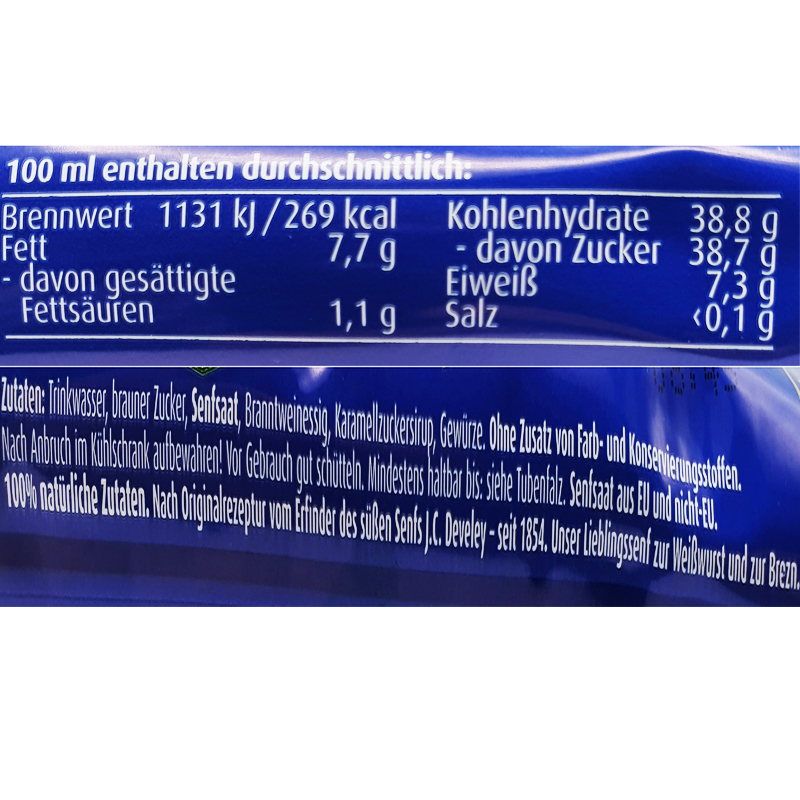 100 ml enthalten durchschnittlich:
Brennwert 1131 kJ / 269 kcal
Fett 7,7 g
- davon gesättigte
Fettsäuren 1,1 g
Kohlenhydrate 38,8 g
- davon Zucker 38,7 g
Eiweiß 7,3 g
Salz <0,1 g
Zutaten: Trinkwasser, brauner Zucker, Senfsaat, Branntweinessig, Karamellzuckersirup, Gewürze. Ohne Zusatz von Farb- und Konservierungsstoffen.
Nach Anbruch im Kühlschrank aufbewahren! Vor Gebrauch gut schütteln. Mindestens haltbar bis: siehe Tubenfalz. Senfsaat aus EU und nicht-EU.
100% natürliche Zutaten. Nach Originalrezeptur vom Erfinder des süßen Senfs J.C. Develey - seit 1854. Unser Lieblingssenf zur Weißwurst und zur Brezn.